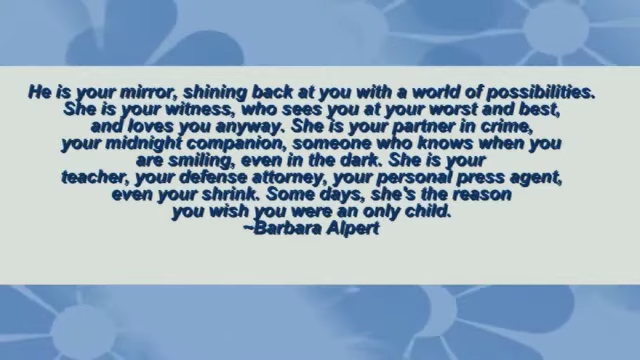 He is your mirror, shining back at you with a world of possibilities.
She is your witness, who sees you at your worst and best,
and loves you anyway. She is your partner in crime,
your midnight companion, someone who knows when you
are smiling, even in the dark. She is your
teacher, your defense attorney, your personal press agent,
even your shrink. Some days, she's the reason
you wish you were an only child.
~Barbara Alpert